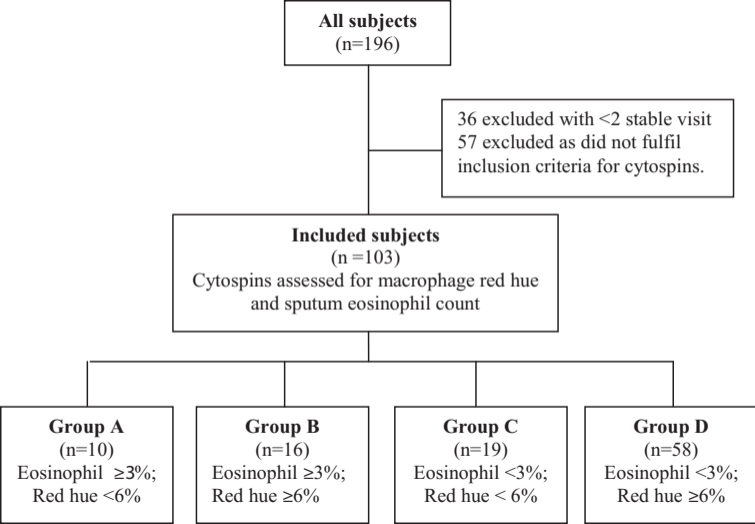 All subjects
(n=196)
36 excluded with <2 stable visit
57 excluded as did not fulfil
inclusion criteria for cytospins.
Included subjects
(n =103)
Cytospins assessed for macrophage red hue
and sputum eosinophil count
Group A
(n=10)
Eosinophil ≥3%;
Red hue <6%
Group B
(n=16)
Eosinophil ≥3%;
Red hue ≥6%
Group C
(n=19)
Eosinophil <3%;
Red hue < 6%
Group D
(n=58)
Eosinophil <3%;
Red hue ≥6%